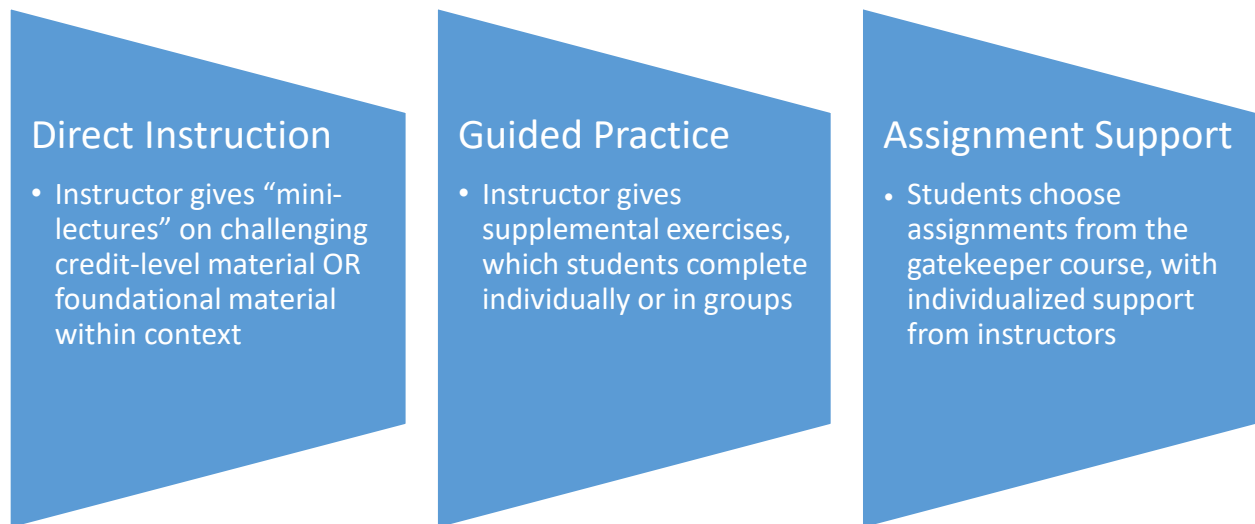 Direct Instruction
• Instructor gives “mini-
lectures” on challenging
credit-level material OR
foundational material
within context
Guided Practice
• Instructor gives
supplemental exercises,
which students complete
individually or in groups
Assignment Support
• Students choose
assignments from the
gatekeeper course, with
individualized support
from instructors